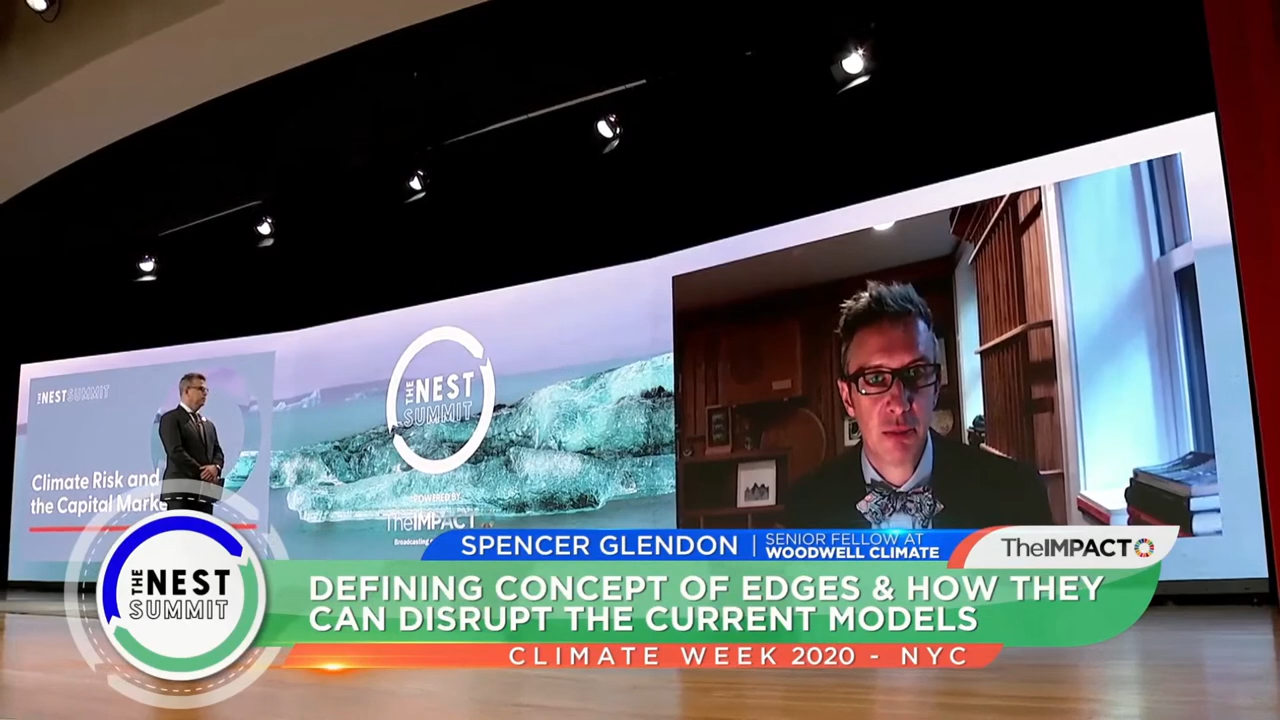 THE NEST SUMMIT
Climate Risk and
the Capital Marke
THE NEST
SUMMIT
POWERED BY
TheIMPACT
Broadcasting
SPENCER GLENDON | SENIOR FELLOW AT
WOODWELL CLIMATE
TheIMPACT
THE NEST
SUMMIT
DEFINING CONCEPT OF EDGES & HOW THEY
CAN DISRUPT THE CURRENT MODELS
CLIMATE WEEK 2020 - NYC